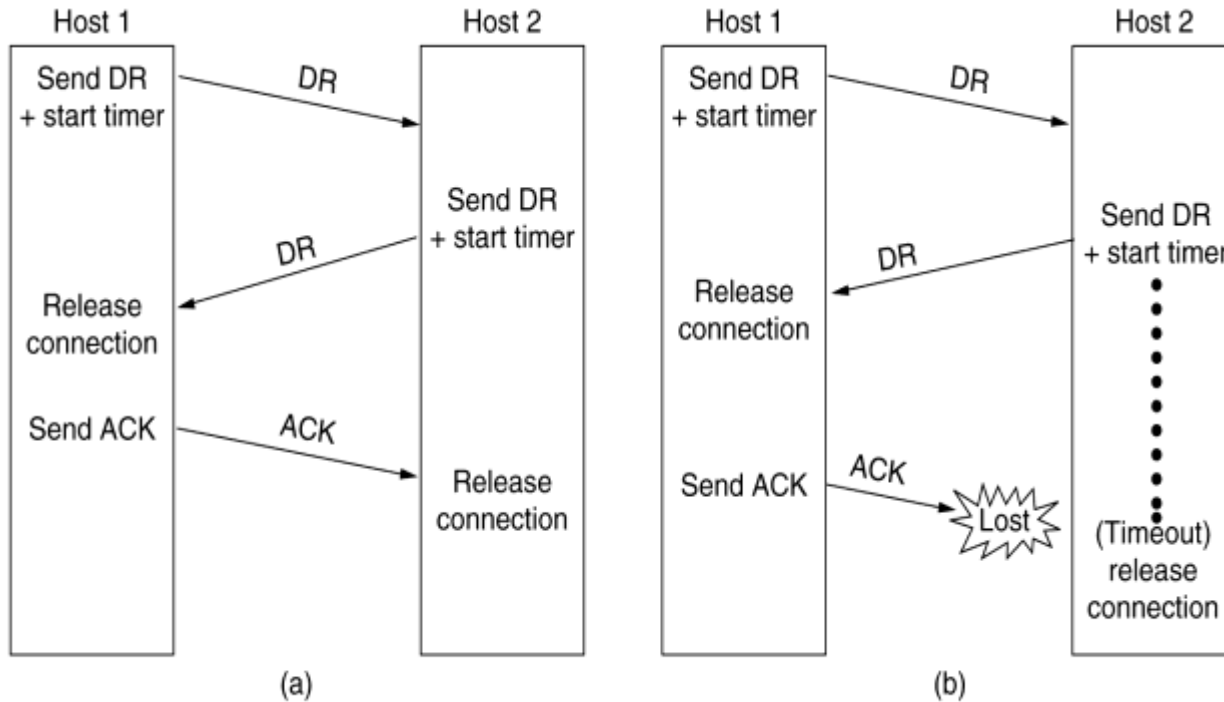 Host 1
Host 2
Send DR
+ start timer
DR
Send DR
+ start timer
DR
Release
connection
Send ACK
ACK
Release
connection
(a)
Host 1
Host 2
Send DR
+ start timer
DR
Send DR
+ start timer
DR
Release
connection
Send ACK
ACK
Lost
(Timeout)
release
connection
(b)